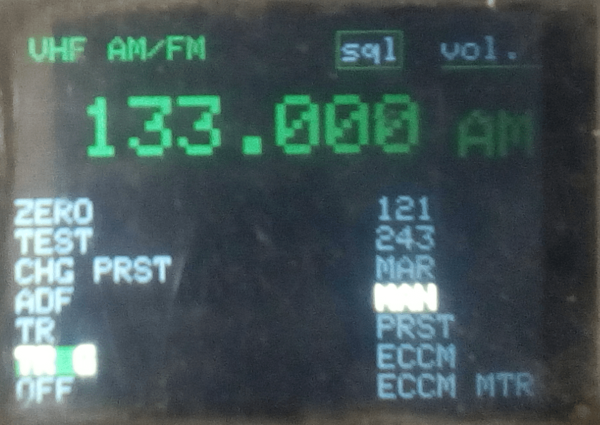 VHF AM/FM sql vol.
133.000 AM
ZERO 121
TEST 243
CHG PRST MAR
ADF MAN
TR PRST
TR G ECCM
OFF ECCM MTR